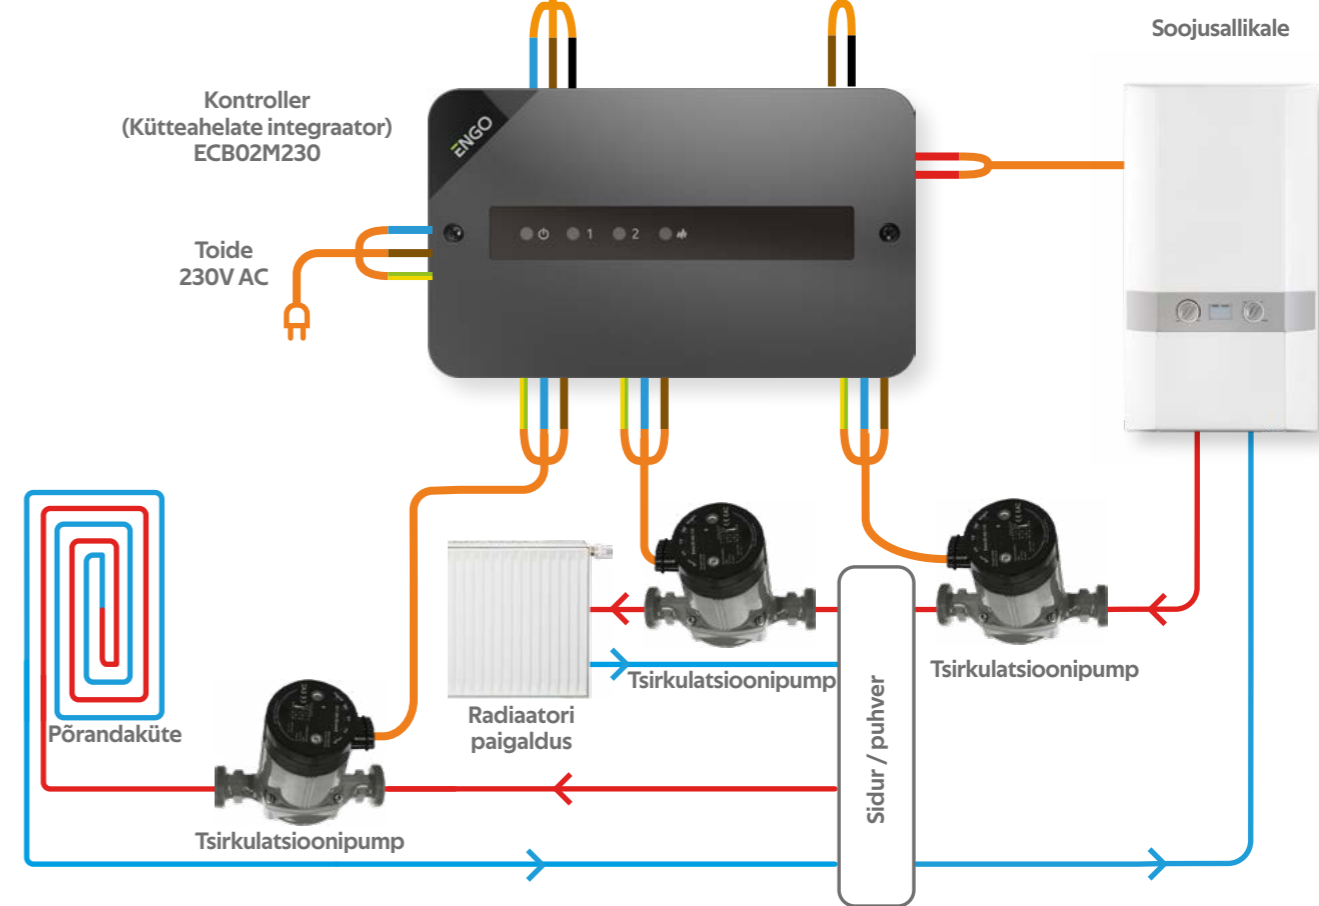 Soojusallikale
Kontroller
(Kütteahelate integraator)
ECB02M230
ENGO
Toide
230V AC
1
2
Põrandaküte
Radiaatori
paigaldus
Tsirkulatsioonipump
Tsirkulatsioonipump
Sidur / puhver
Tsirkulatsioonipump